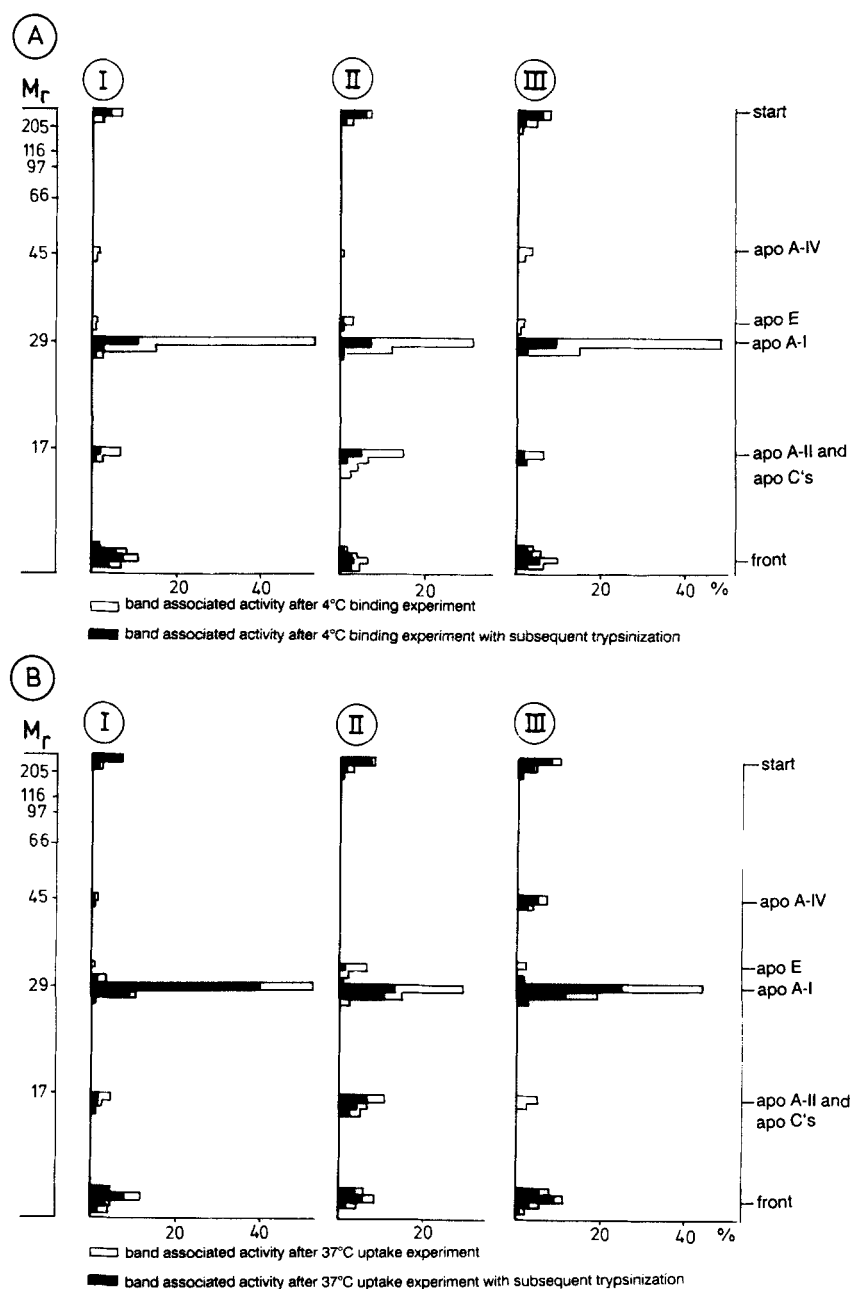 A
I II III
Mr
205
116
97
66
45
29
17
start
apo A-IV
apo E
apo A-I
apo A-II and
apo C's
front
20 40 20 20 40 %
band associated activity after 4°C binding experiment
band associated activity after 4°C binding experiment with subsequent trypsinization
B
I II III
Mr
205
116
97
66
45
29
17
start
apo A-IV
apo E
apo A-I
apo A-II and
apo C's
front
20 40 20 20 40 %
band associated activity after 37°C uptake experiment
band associated activity after 37°C uptake experiment with subsequent trypsinization